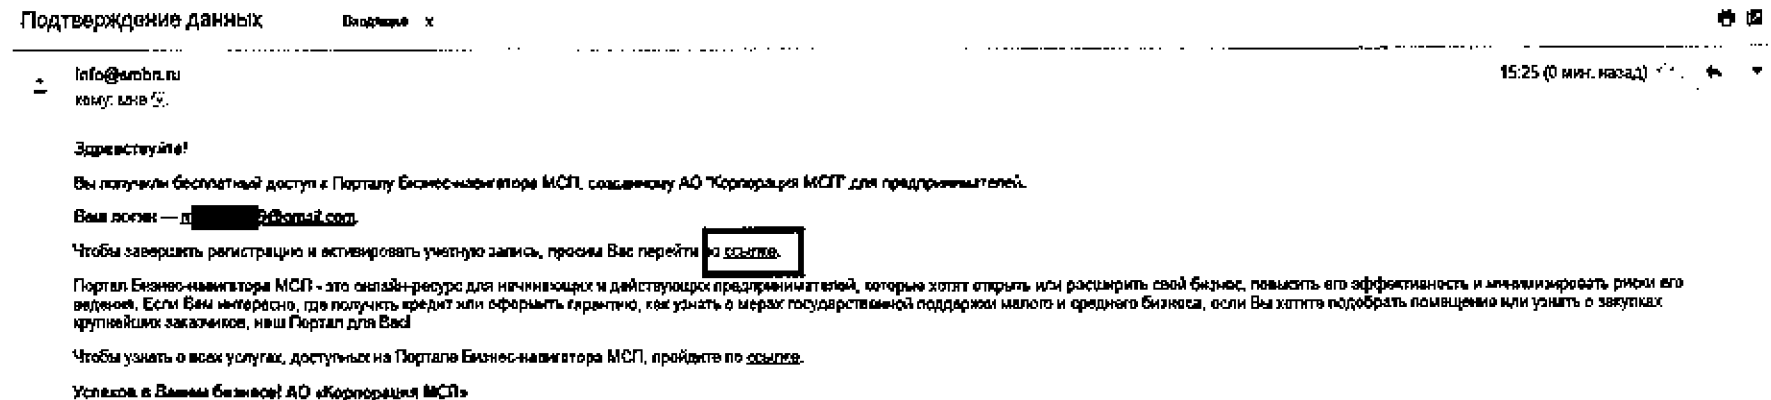 Подтверждение данных Входящие x
info@smbn.ru
15:25 (0 мин. назад)
кому: мне
Здравствуйте!
Вы получили бесплатный доступ к Порталу Бизнес-навигатора МСП, созданному АО "Корпорация МСП" для предпринимателей.
Ваш логин — @gmail.com.
Чтобы завершить регистрацию и активировать учетную запись, просим Вас перейти по ссылке.
Портал Бизнес-навигатора МСП - это онлайн-ресурс для начинающих и действующих предпринимателей, которые хотят открыть или расширить свой бизнес, повысить его эффективность и минимизировать риски его
ведения. Если Вам интересно, где получить кредит или оформить гарантию, как узнать о мерах государственной поддержки малого и среднего бизнеса, если Вы хотите подобрать помещение или узнать о закупках
крупнейших заказчиков, наш Портал для Вас!
Чтобы узнать о всех услугах, доступных на Портале Бизнес-навигатора МСП, пройдите по ссылке.
Успехов в Вашем бизнесе! АО «Корпорация МСП»